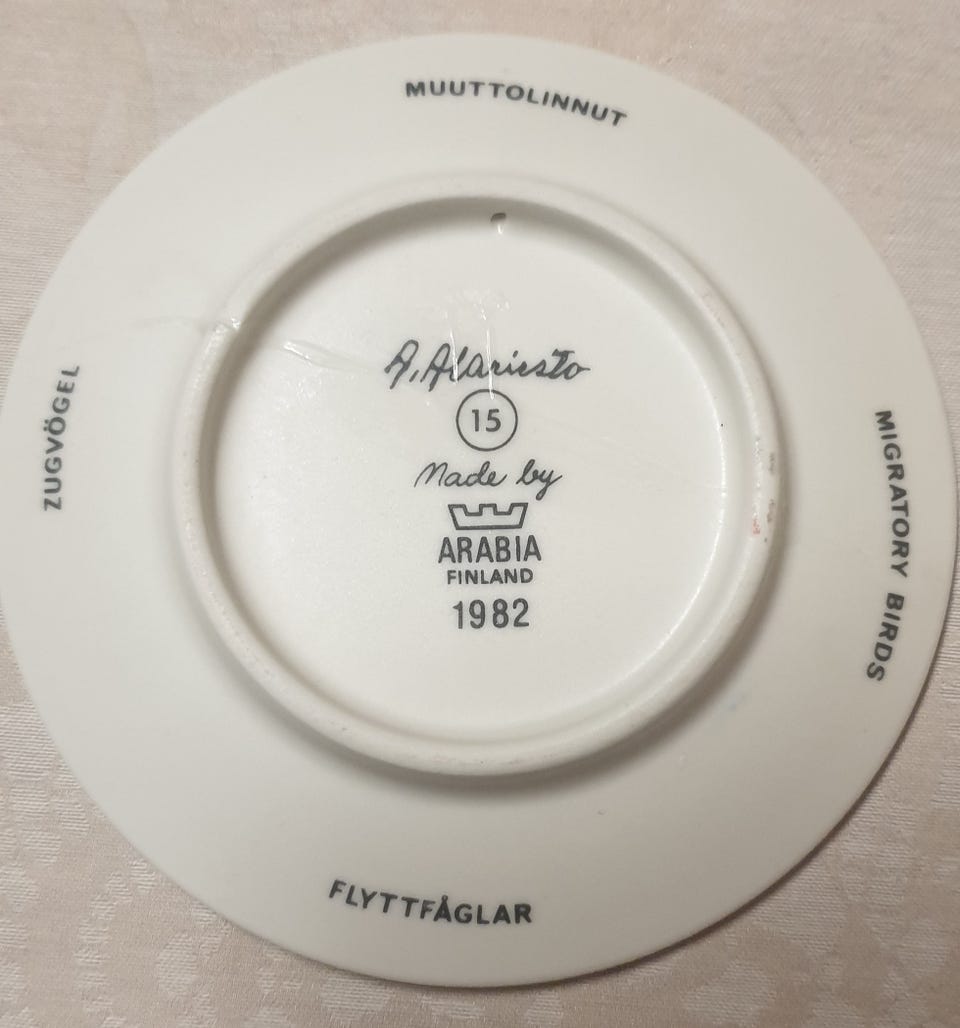 MUUTTOLINNUT
A. Alariesto
15
Made by
ARABIA
FINLAND
1982
ZUGVÖGEL
MIGRATORY BIRDS
FLYTTFÅGLAR